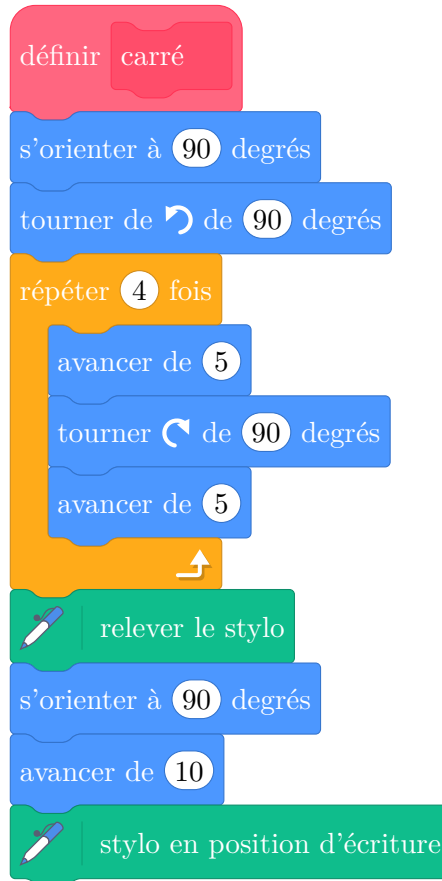 définir carré
s'orienter à 90 degrés
tourner de de 90 degrés
répéter 4 fois
avancer de 5
tourner de 90 degrés
avancer de 5
relever le stylo
s'orienter à 90 degrés
avancer de 10
stylo en position d'écriture